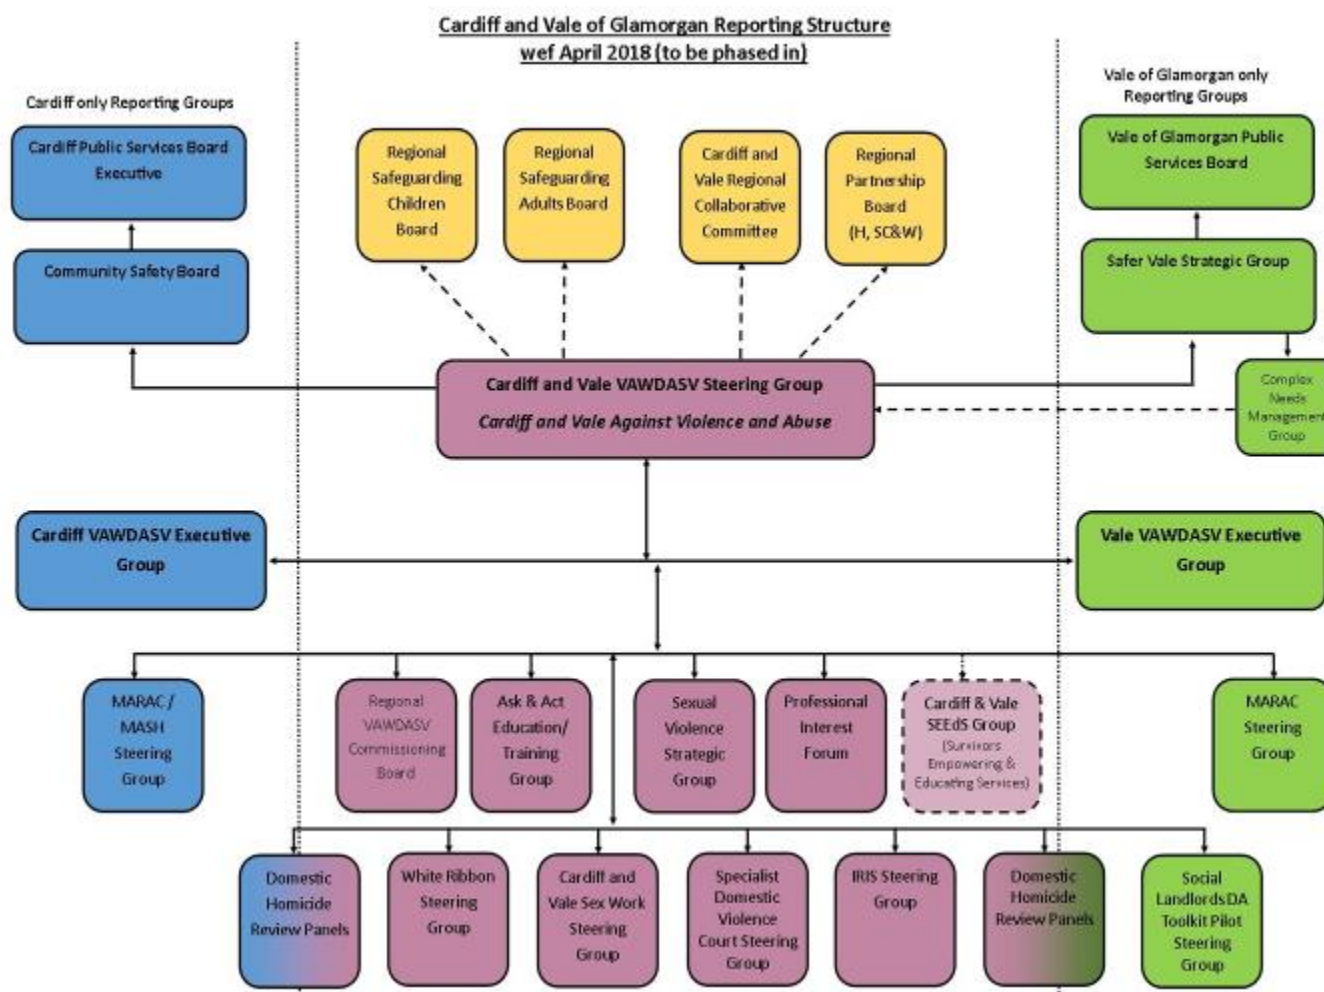 Cardiff and Vale of Glamorgan Reporting Structure
wef April 2018 (to be phased in)
Cardiff only Reporting Groups
Vale of Glamorgan only
Reporting Groups
Cardiff Public Services Board
Executive
Regional
Safeguarding
Children
Board
Regional
Safeguarding
Adults Board
Cardiff and
Vale Regional
Collaborative
Committee
Regional
Partnership
Board
(H, SC&W)
Vale of Glamorgan Public
Services Board
Community Safety Board
Safer Vale Strategic Group
Cardiff and Vale VAWDASV Steering Group
Cardiff and Vale Against Violence and Abuse
Complex
Needs
Management
Group
Cardiff VAWDASV Executive
Group
Vale VAWDASV Executive
Group
MARAC /
MASH
Steering
Group
Regional
VAWDASV
Commissioning
Board
Ask & Act
Education/
Training
Group
Sexual
Violence
Strategic
Group
Professional
Interest
Forum
Cardiff & Vale
SEEdS Group
(Survivors
Empowering &
Educating Services)
MARAC
Steering
Group
Domestic
Homicide
Review Panels
White Ribbon
Steering
Group
Cardiff and
Vale Sex Work
Steering
Group
Specialist
Domestic
Violence
Court Steering
Group
IRIS Steering
Group
Domestic
Homicide
Review Panels
Social
Landlords DA
Toolkit Pilot
Steering
Group